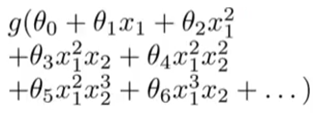 g(θ₀ + θ₁x₁ + θ₂x₁²
+θ₃x₁²x₂ + θ₄x₁²x₂²
+θ₅x₁²x₂³ + θ₆x₁³x₂ + … )